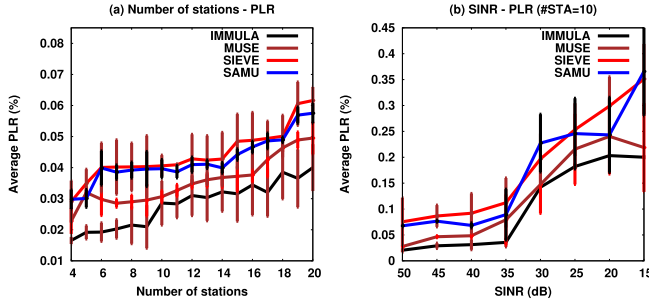 (a) Number of stations - PLR
IMMULA
MUSE
SIEVE
SAMU
Average PLR (%)
0.08
0.07
0.06
0.05
0.04
0.03
0.02
0.01
4 6 8 10 12 14 16 18 20
Number of stations
(b) SINR - PLR (#STA=10)
IMMULA
MUSE
SIEVE
SAMU
Average PLR (%)
0.45
0.4
0.35
0.3
0.25
0.2
0.15
0.1
0.05
0
50 45 40 35 30 25 20 15
SINR (dB)